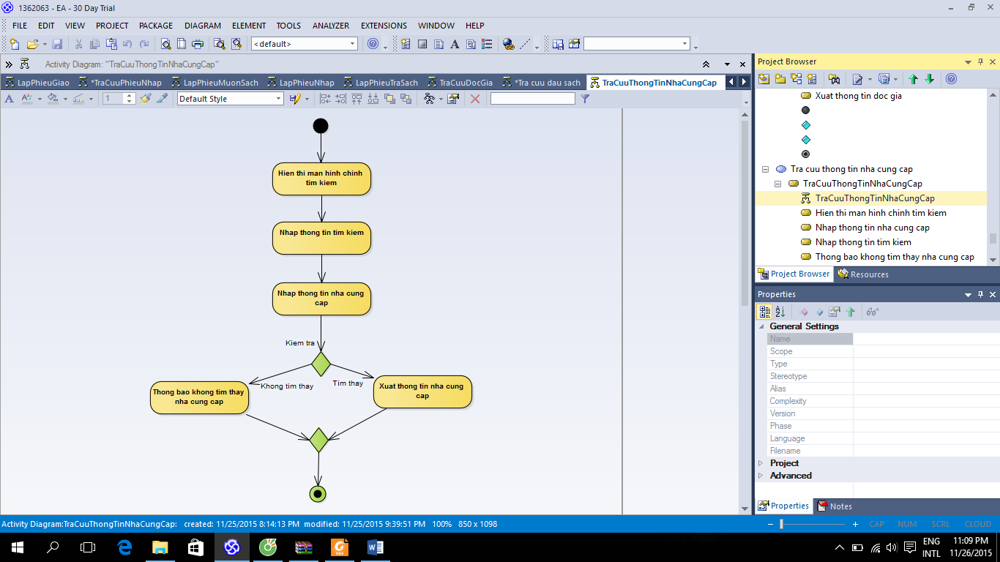 1362063 - EA - 30 Day Trial
FILE EDIT VIEW PROJECT PACKAGE DIAGRAM ELEMENT TOOLS ANALYZER EXTENSIONS WINDOW HELP
<default>
Activity Diagram: "TraCuuThongTinNhaCungCap"
LapPhieuGiao *TraCuuPhieuNhap LapPhieuMuonSach LapPhieuNhap LapPhieuTraSach TraCuuDocGia *Tra cuu dau sach TraCuuThongTinNhaCungCap
1 Default Style
Hien thi man hinh chinh
tim kiem
Nhap thong tin tim kiem
Nhap thong tin nha cung
cap
Kiem tra
Khong tim thay
Tim thay
Thong bao khong tim thay
nha cung cap
Xuat thong tin nha cung
cap
Project Browser
Xuat thong tin doc gia
Tra cuu thong tin nha cung cap
TraCuuThongTinNhaCungCap
TraCuuThongTinNhaCungCap
Hien thi man hinh chinh tim kiem
Nhap thong tin nha cung cap
Nhap thong tin tim kiem
Thong bao khong tim thay nha cung cap
Project Browser Resources
Properties
General Settings
Name
Scope
Type
Stereotype
Alias
Complexity
Version
Phase
Language
Filename
Project
Advanced
Properties Notes
Activity Diagram:TraCuuThongTinNhaCungCap: created: 11/25/2015 8:14:13 PM modified: 11/25/2015 9:39:51 PM 100% 850 x 1098
CAP NUM SCRL CLOUD
ENG
INTL
11:09 PM
11/26/2015